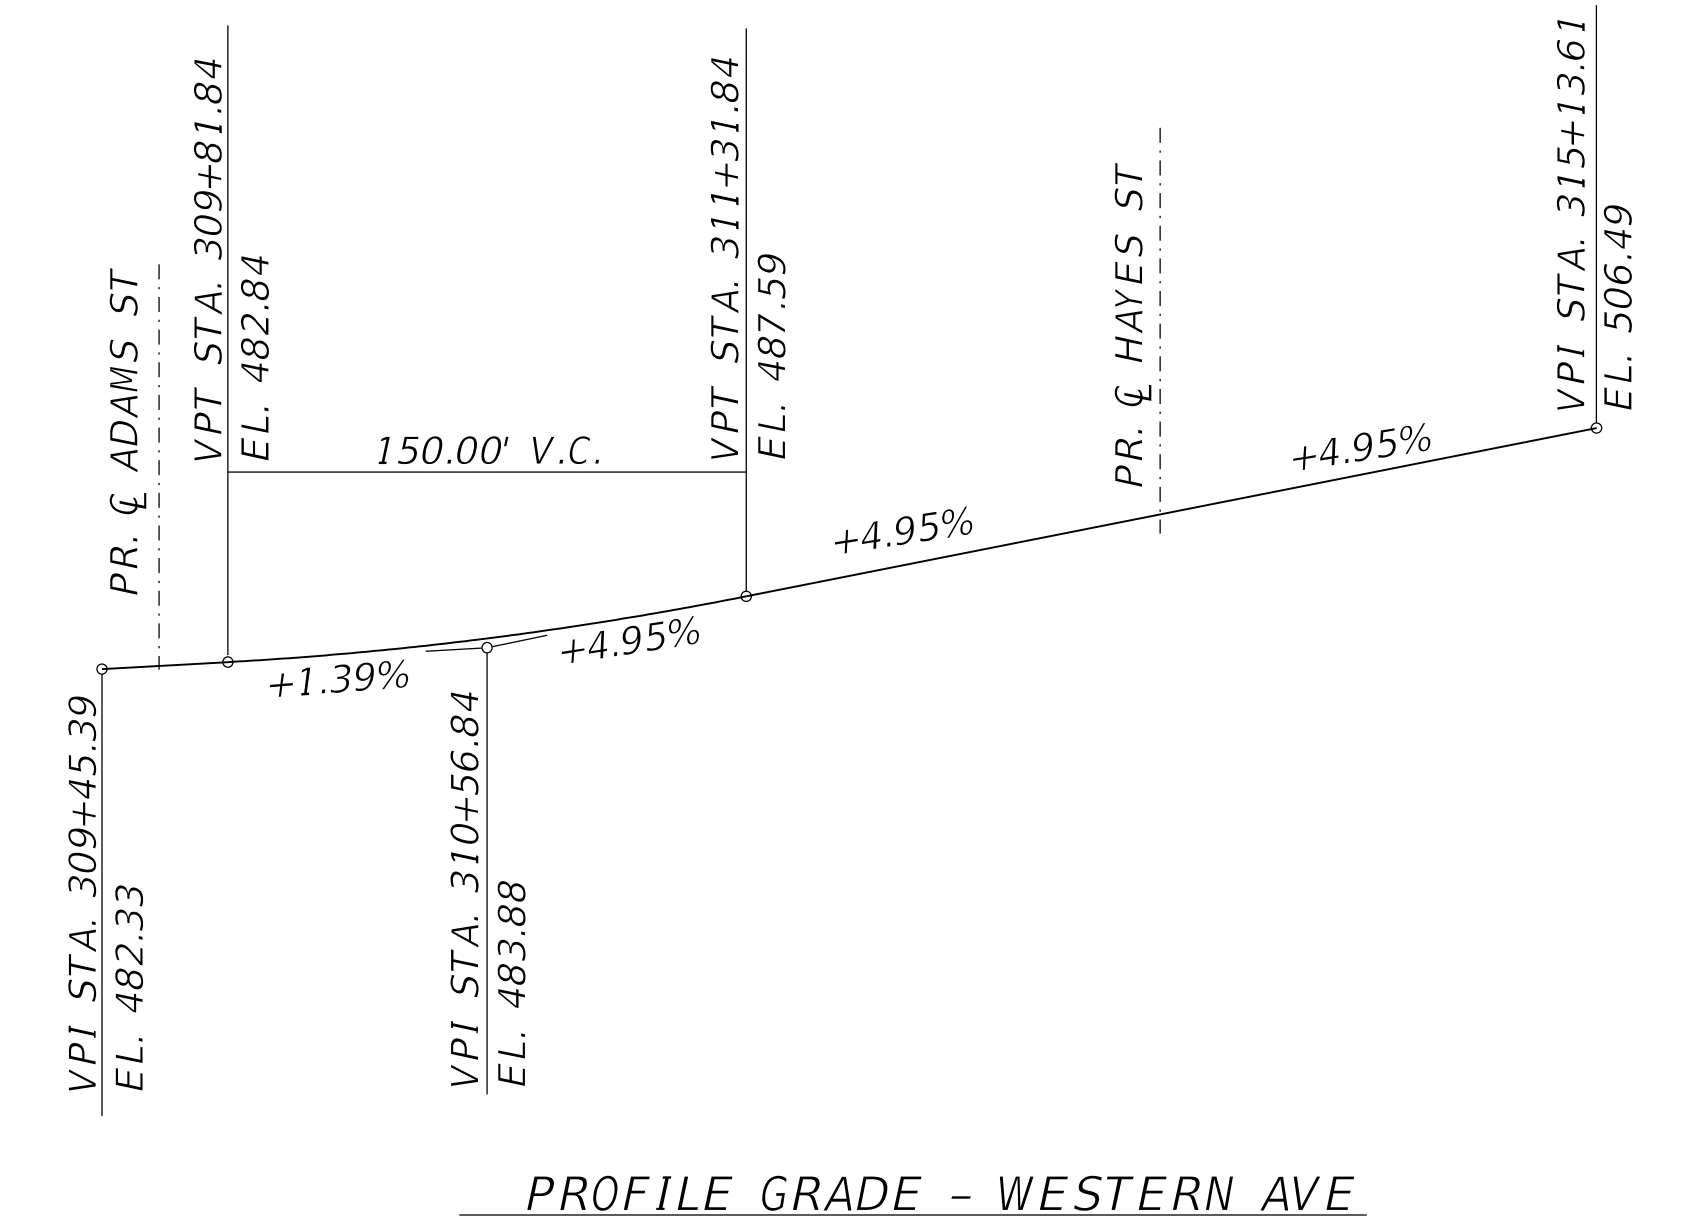 PR. ℄ ADAMS ST
VPT STA. 309+81.84
EL. 482.84
150.00' V.C.
VPT STA. 311+31.84
EL. 487.59
PR. ℄ HAYES ST
VPI STA. 315+13.61
EL. 506.49
+4.95%
+4.95%
+4.95%
+1.39%
VPI STA. 309+45.39
EL. 482.33
VPI STA. 310+56.84
EL. 483.88
PROFILE GRADE – WESTERN AVE